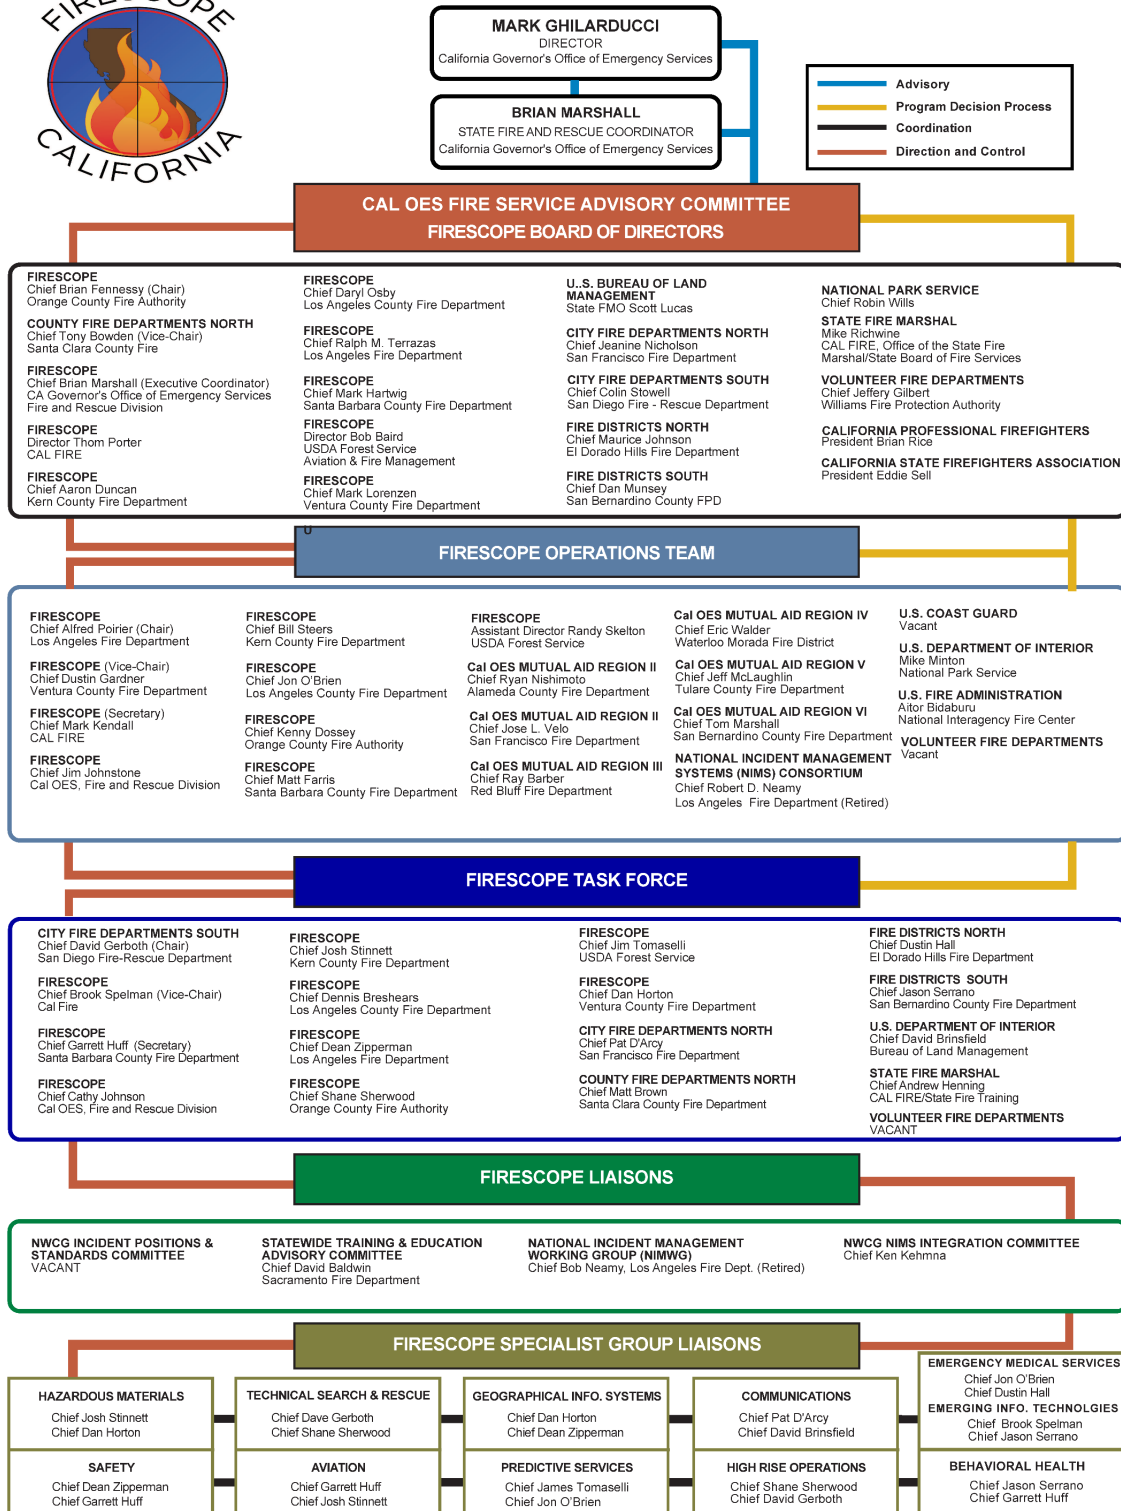 FIRESCOPE
CALIFORNIA
MARK GHILARDUCCI
DIRECTOR
California Governor's Office of Emergency Services
BRIAN MARSHALL
STATE FIRE AND RESCUE COORDINATOR
California Governor's Office of Emergency Services
Advisory
Program Decision Process
Coordination
Direction and Control
CAL OES FIRE SERVICE ADVISORY COMMITTEE
FIRESCOPE BOARD OF DIRECTORS
FIRESCOPE
Chief Brian Fennessy (Chair)
Orange County Fire Authority
COUNTY FIRE DEPARTMENTS NORTH
Chief Tony Bowden (Vice-Chair)
Santa Clara County Fire
FIRESCOPE
Chief Brian Marshall (Executive Coordinator)
CA Governor's Office of Emergency Services
Fire and Rescue Division
FIRESCOPE
Director Thom Porter
CAL FIRE
FIRESCOPE
Chief Aaron Duncan
Kern County Fire Department
FIRESCOPE
Chief Daryl Osby
Los Angeles County Fire Department
FIRESCOPE
Chief Ralph M. Terrazas
Los Angeles Fire Department
FIRESCOPE
Chief Mark Hartwig
Santa Barbara County Fire Department
FIRESCOPE
Director Bob Baird
USDA Forest Service
Aviation & Fire Management
FIRESCOPE
Chief Mark Lorenzen
Ventura County Fire Department
U..S. BUREAU OF LAND
MANAGEMENT
State FMO Scott Lucas
CITY FIRE DEPARTMENTS NORTH
Chief Jeanine Nicholson
San Francisco Fire Department
CITY FIRE DEPARTMENTS SOUTH
Chief Colin Stowell
San Diego Fire - Rescue Department
FIRE DISTRICTS NORTH
Chief Maurice Johnson
El Dorado Hills Fire Department
FIRE DISTRICTS SOUTH
Chief Dan Munsey
San Bernardino County FPD
NATIONAL PARK SERVICE
Chief Robin Wills
STATE FIRE MARSHAL
Mike Richwine
CAL FIRE, Office of the State Fire
Marshal/State Board of Fire Services
VOLUNTEER FIRE DEPARTMENTS
Chief Jeffery Gilbert
Williams Fire Protection Authority
CALIFORNIA PROFESSIONAL FIREFIGHTERS
President Brian Rice
CALIFORNIA STATE FIREFIGHTERS ASSOCIATION
President Eddie Sell
U
FIRESCOPE OPERATIONS TEAM
FIRESCOPE
Chief Alfred Poirier (Chair)
Los Angeles Fire Department
FIRESCOPE (Vice-Chair)
Chief Dustin Gardner
Ventura County Fire Department
FIRESCOPE (Secretary)
Chief Mark Kendall
CAL FIRE
FIRESCOPE
Chief Jim Johnstone
Cal OES, Fire and Rescue Division
FIRESCOPE
Chief Bill Steers
Kern County Fire Department
FIRESCOPE
Chief Jon O'Brien
Los Angeles County Fire Department
FIRESCOPE
Chief Kenny Dossey
Orange County Fire Authority
FIRESCOPE
Chief Matt Farris
Santa Barbara County Fire Department
FIRESCOPE
Assistant Director Randy Skelton
USDA Forest Service
Cal OES MUTUAL AID REGION II
Chief Ryan Nishimoto
Alameda County Fire Department
Cal OES MUTUAL AID REGION II
Chief Jose L. Velo
San Francisco Fire Department
Cal OES MUTUAL AID REGION III
Chief Ray Barber
Red Bluff Fire Department
Cal OES MUTUAL AID REGION IV
Chief Eric Walder
Waterloo Morada Fire District
Cal OES MUTUAL AID REGION V
Chief Jeff McLaughlin
Tulare County Fire Department
Cal OES MUTUAL AID REGION VI
Chief Tom Marshall
San Bernardino County Fire Department
NATIONAL INCIDENT MANAGEMENT
SYSTEMS (NIMS) CONSORTIUM
Chief Robert D. Neamy
Los Angeles Fire Department (Retired)
U.S. COAST GUARD
Vacant
U.S. DEPARTMENT OF INTERIOR
Mike Minton
National Park Service
U.S. FIRE ADMINISTRATION
Aitor Bidaburu
National Interagency Fire Center
VOLUNTEER FIRE DEPARTMENTS
Vacant
FIRESCOPE TASK FORCE
CITY FIRE DEPARTMENTS SOUTH
Chief David Gerboth (Chair)
San Diego Fire-Rescue Department
FIRESCOPE
Chief Brook Spelman (Vice-Chair)
Cal Fire
FIRESCOPE
Chief Garrett Huff (Secretary)
Santa Barbara County Fire Department
FIRESCOPE
Chief Cathy Johnson
Cal OES, Fire and Rescue Division
FIRESCOPE
Chief Josh Stinnett
Kern County Fire Department
FIRESCOPE
Chief Dennis Breshears
Los Angeles County Fire Department
FIRESCOPE
Chief Dean Zipperman
Los Angeles Fire Department
FIRESCOPE
Chief Shane Sherwood
Orange County Fire Authority
FIRESCOPE
Chief Jim Tomaselli
USDA Forest Service
FIRESCOPE
Chief Dan Horton
Ventura County Fire Department
CITY FIRE DEPARTMENTS NORTH
Chief Pat D'Arcy
San Francisco Fire Department
COUNTY FIRE DEPARTMENTS NORTH
Chief Matt Brown
Santa Clara County Fire Department
FIRE DISTRICTS NORTH
Chief Dustin Hall
El Dorado Hills Fire Department
FIRE DISTRICTS SOUTH
Chief Jason Serrano
San Bernardino County Fire Department
U.S. DEPARTMENT OF INTERIOR
Chief David Brinsfield
Bureau of Land Management
STATE FIRE MARSHAL
Chief Andrew Henning
CAL FIRE/State Fire Training
VOLUNTEER FIRE DEPARTMENTS
VACANT
FIRESCOPE LIAISONS
NWCG INCIDENT POSITIONS &
STANDARDS COMMITTEE
VACANT
STATEWIDE TRAINING & EDUCATION
ADVISORY COMMITTEE
Chief David Baldwin
Sacramento Fire Department
NATIONAL INCIDENT MANAGEMENT
WORKING GROUP (NIMWG)
Chief Bob Neamy, Los Angeles Fire Dept. (Retired)
NWCG NIMS INTEGRATION COMMITTEE
Chief Ken Kehmna
FIRESCOPE SPECIALIST GROUP LIAISONS
HAZARDOUS MATERIALS
Chief Josh Stinnett
Chief Dan Horton
TECHNICAL SEARCH & RESCUE
Chief Dave Gerboth
Chief Shane Sherwood
GEOGRAPHICAL INFO. SYSTEMS
Chief Dan Horton
Chief Dean Zipperman
COMMUNICATIONS
Chief Pat D'Arcy
Chief David Brinsfield
EMERGENCY MEDICAL SERVICES
Chief Jon O'Brien
Chief Dustin Hall
EMERGING INFO. TECHNOLGIES
Chief Brook Spelman
Chief Jason Serrano
SAFETY
Chief Dean Zipperman
Chief Garrett Huff
AVIATION
Chief Garrett Huff
Chief Josh Stinnett
PREDICTIVE SERVICES
Chief James Tomaselli
Chief Jon O'Brien
HIGH RISE OPERATIONS
Chief Shane Sherwood
Chief David Gerboth
BEHAVIORAL HEALTH
Chief Jason Serrano
Chief Garrett Huff